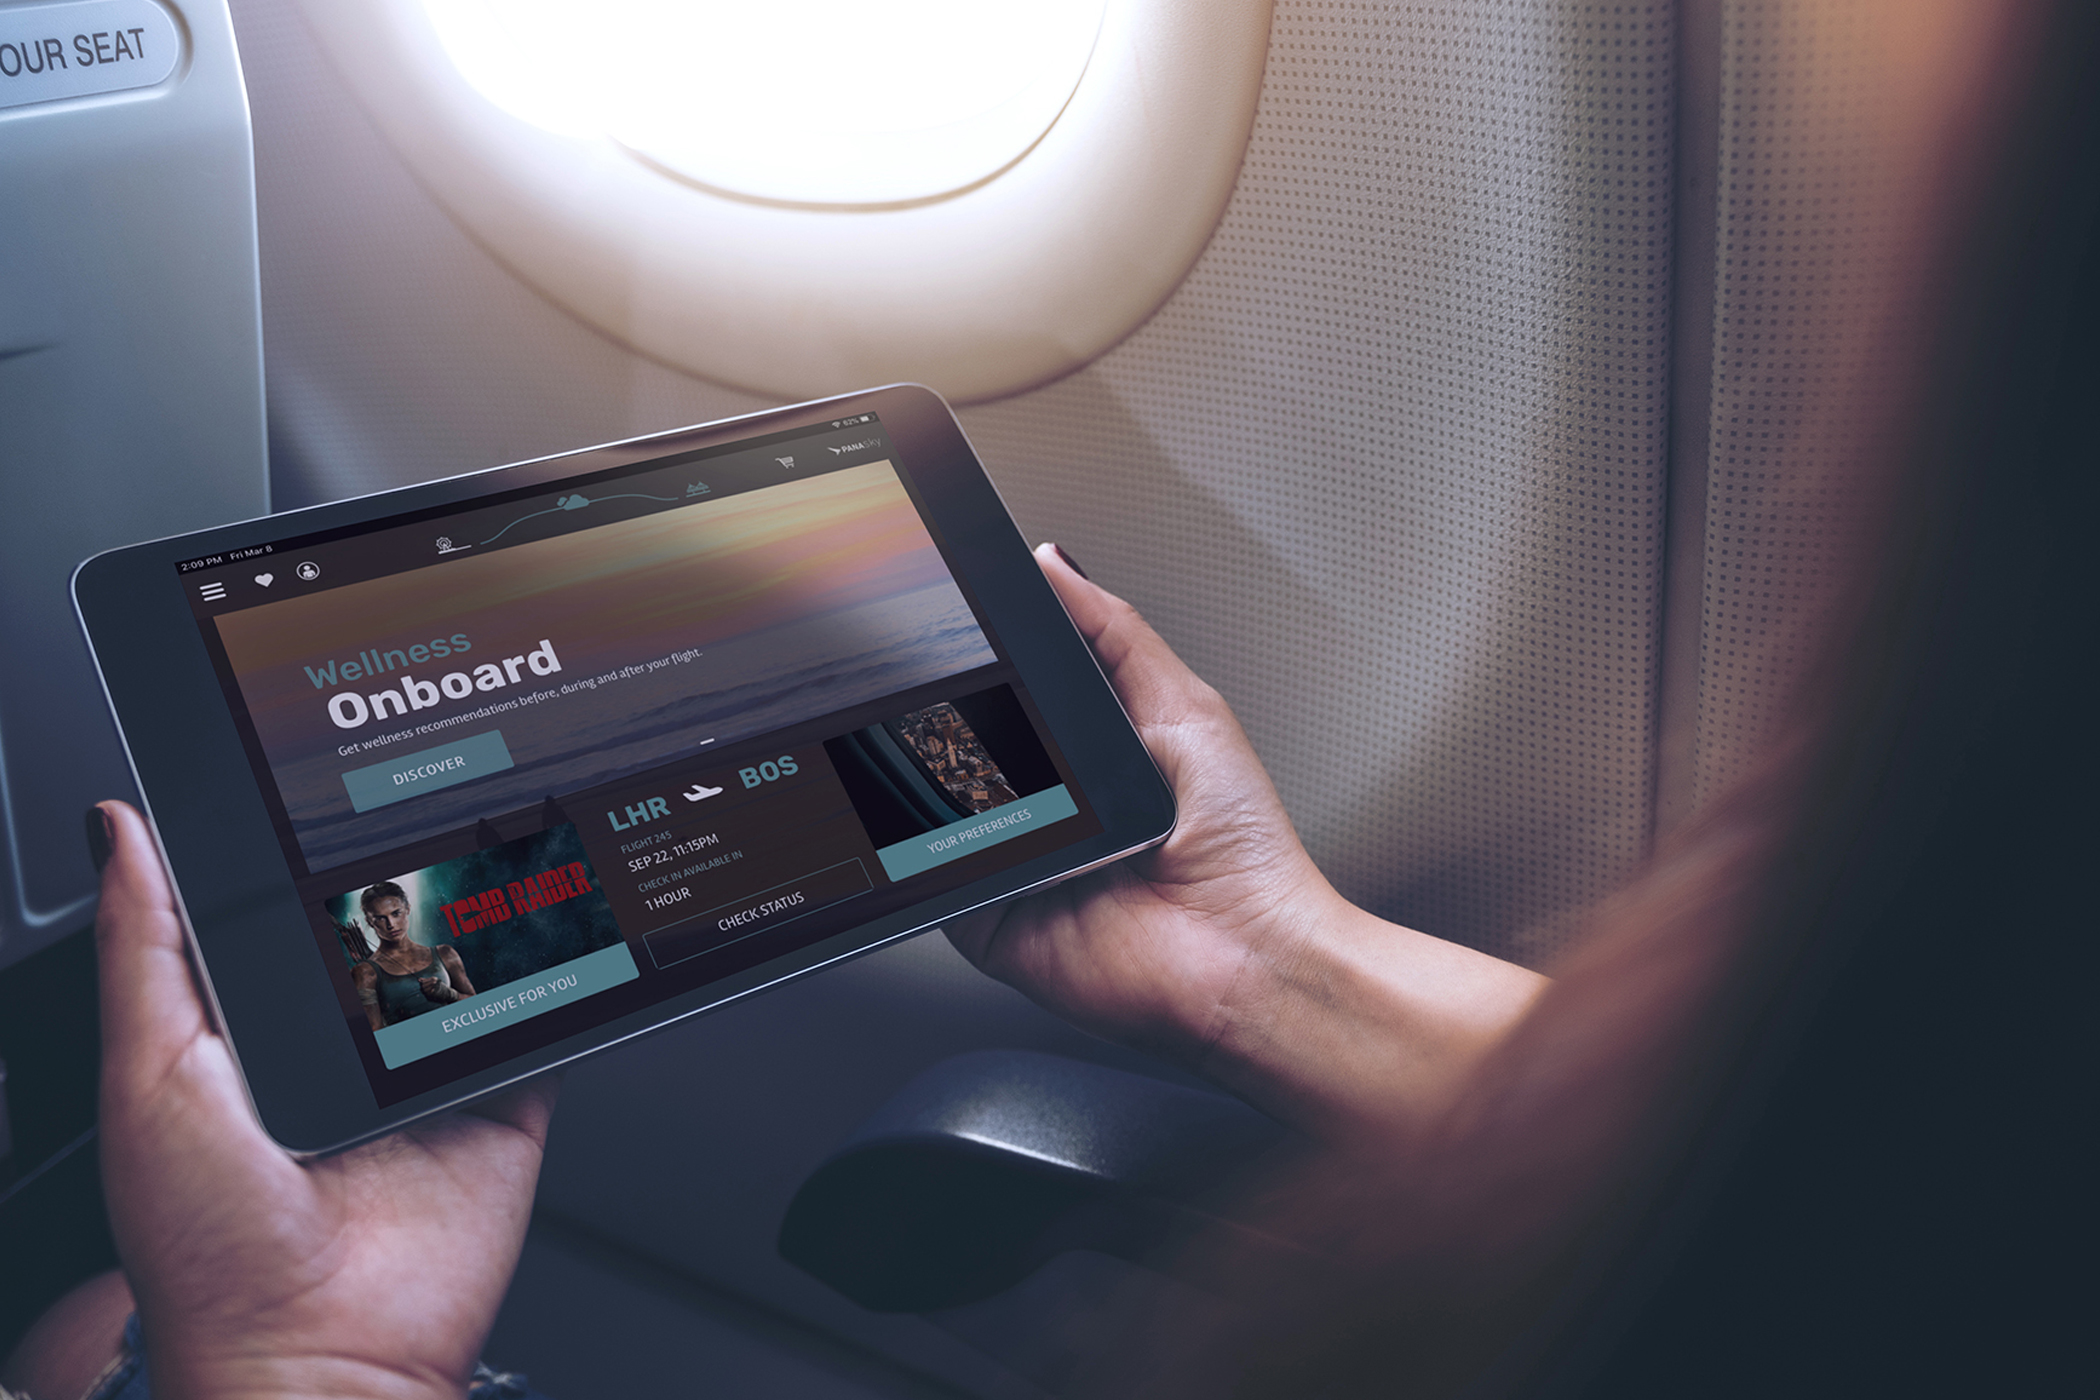 OUR SEAT
2:09 PM Fri Mar 8
62%
PANAsky
Wellness
Onboard
Get wellness recommendations before, during and after your flight.
DISCOVER
TOMB RAIDER
EXCLUSIVE FOR YOU
LHR BOS
FLIGHT 245
SEP 22, 11:15PM
CHECK IN AVAILABLE IN
1 HOUR
CHECK STATUS
YOUR PREFERENCES